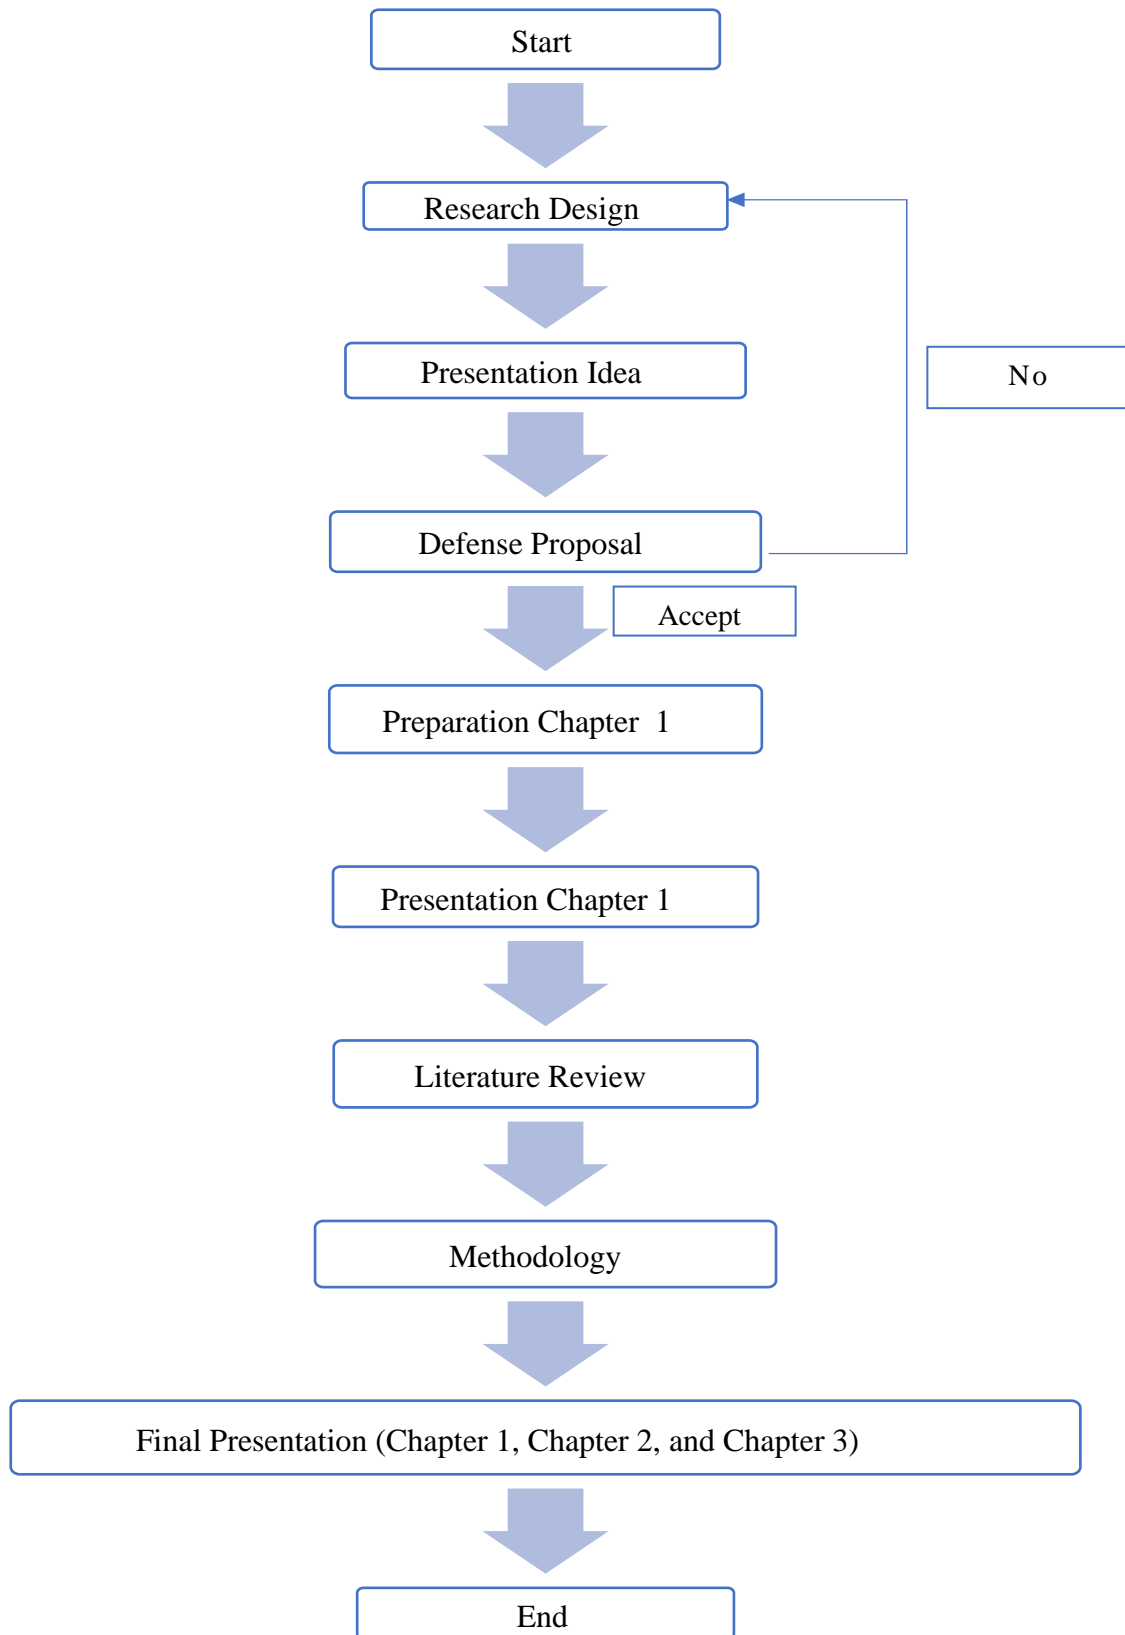 Start
Research Design
Presentation Idea
No
Defense Proposal
Accept
Preparation Chapter  1
Presentation Chapter 1
Literature Review
Methodology
Final Presentation (Chapter 1, Chapter 2, and Chapter 3)
End